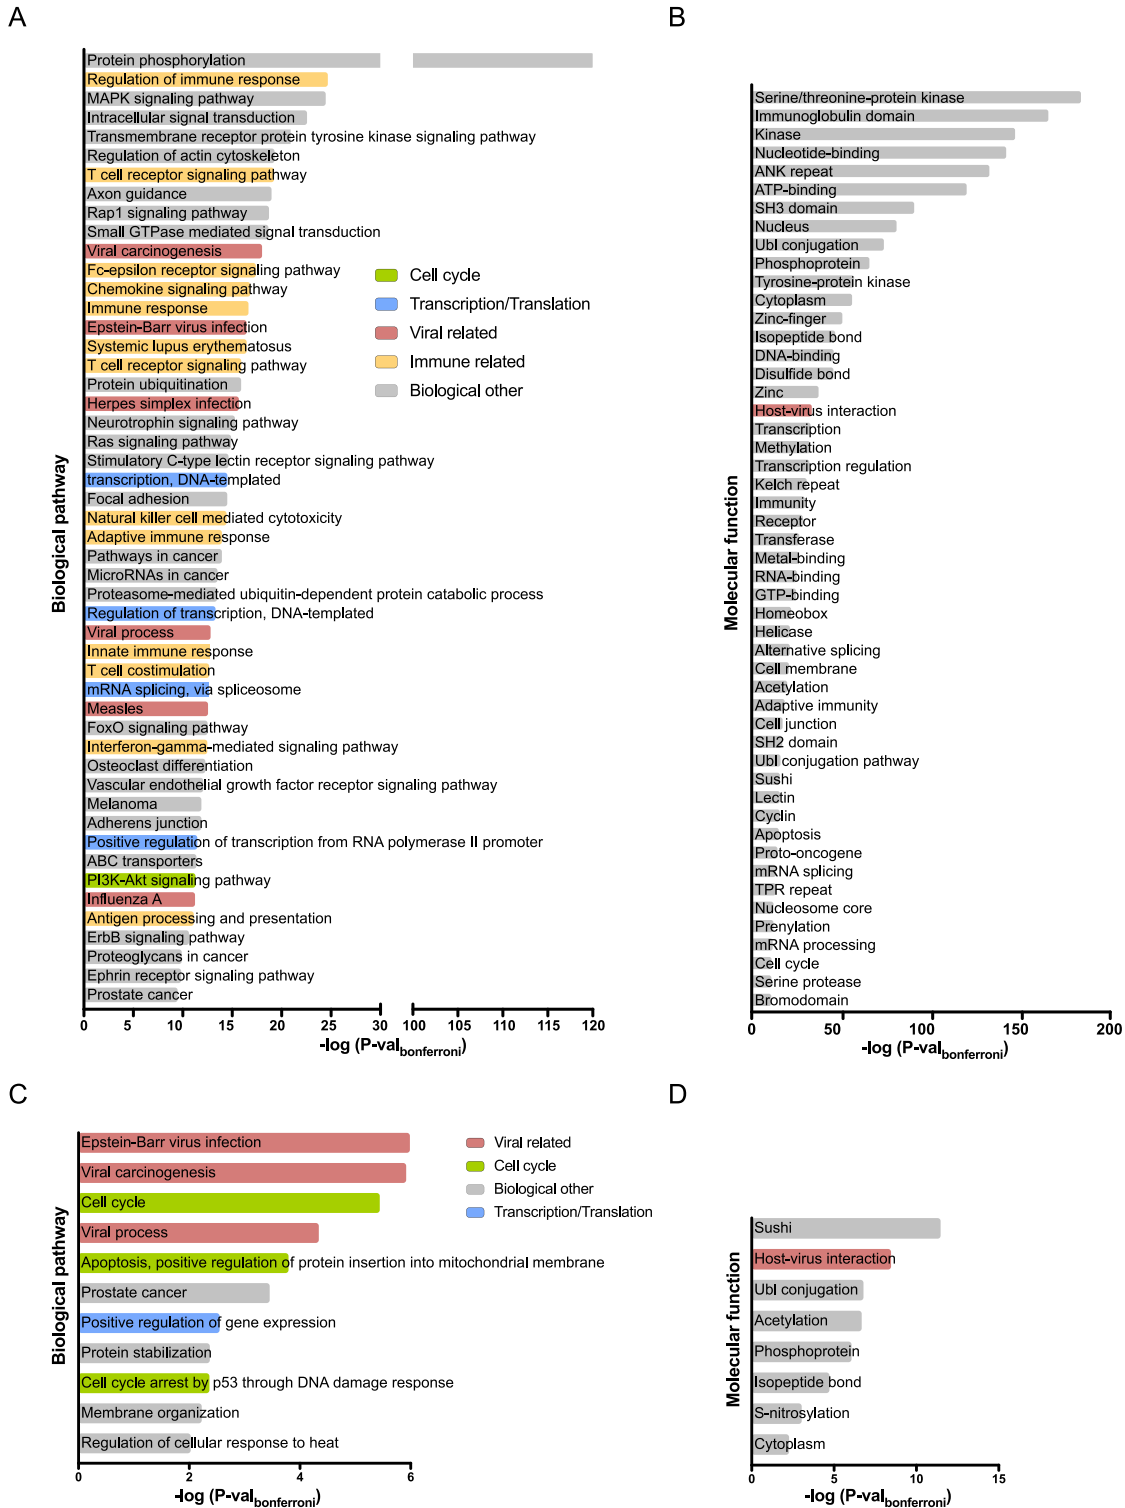 A
Protein phosphorylation
Regulation of immune response
MAPK signaling pathway
Intracellular signal transduction
Transmembrane receptor protein tyrosine kinase signaling pathway
Regulation of actin cytoskeleton
T cell receptor signaling pathway
Axon guidance
Rap1 signaling pathway
Small GTPase mediated signal transduction
Viral carcinogenesis
Fc-epsilon receptor signaling pathway
Chemokine signaling pathway
Immune response
Epstein-Barr virus infection
Systemic lupus erythematosus
T cell receptor signaling pathway
Protein ubiquitination
Herpes simplex infection
Neurotrophin signaling pathway
Ras signaling pathway
Stimulatory C-type lectin receptor signaling pathway
transcription, DNA-templated
Focal adhesion
Natural killer cell mediated cytotoxicity
Adaptive immune response
Pathways in cancer
MicroRNAs in cancer
Proteasome-mediated ubiquitin-dependent protein catabolic process
Regulation of transcription, DNA-templated
Viral process
Innate immune response
T cell costimulation
mRNA splicing, via spliceosome
Measles
FoxO signaling pathway
Interferon-gamma-mediated signaling pathway
Osteoclast differentiation
Vascular endothelial growth factor receptor signaling pathway
Melanoma
Adherens junction
Positive regulation of transcription from RNA polymerase II promoter
ABC transporters
PI3K-Akt signaling pathway
Influenza A
Antigen processing and presentation
ErbB signaling pathway
Proteoglycans in cancer
Ephrin receptor signaling pathway
Prostate cancer
Cell cycle
Transcription/Translation
Viral related
Immune related
Biological other
Biological pathway
0 5 10 15 20 25 30 100 105 110 115 120
-log (P-val bonferroni)
B
Serine/threonine-protein kinase
Immunoglobulin domain
Kinase
Nucleotide-binding
ANK repeat
ATP-binding
SH3 domain
Nucleus
Ubl conjugation
Phosphoprotein
Tyrosine-protein kinase
Cytoplasm
Zinc-finger
Isopeptide bond
DNA-binding
Disulfide bond
Zinc
Host-virus interaction
Transcription
Methylation
Transcription regulation
Kelch repeat
Immunity
Receptor
Transferase
Metal-binding
RNA-binding
GTP-binding
Homeobox
Helicase
Alternative splicing
Cell membrane
Acetylation
Adaptive immunity
Cell junction
SH2 domain
Ubl conjugation pathway
Sushi
Lectin
Cyclin
Apoptosis
Proto-oncogene
mRNA splicing
TPR repeat
Nucleosome core
Prenylation
mRNA processing
Cell cycle
Serine protease
Bromodomain
Molecular function
0 50 100 150 200
-log (P-val bonferroni)
C
Epstein-Barr virus infection
Viral carcinogenesis
Cell cycle
Viral process
Apoptosis, positive regulation of protein insertion into mitochondrial membrane
Prostate cancer
Positive regulation of gene expression
Protein stabilization
Cell cycle arrest by p53 through DNA damage response
Membrane organization
Regulation of cellular response to heat
Viral related
Cell cycle
Biological other
Transcription/Translation
Biological pathway
0 2 4 6
-log (P-val bonferroni)
D
Sushi
Host-virus interaction
Ubl conjugation
Acetylation
Phosphoprotein
Isopeptide bond
S-nitrosylation
Cytoplasm
Molecular function
0 5 10 15
-log (P-val bonferroni)